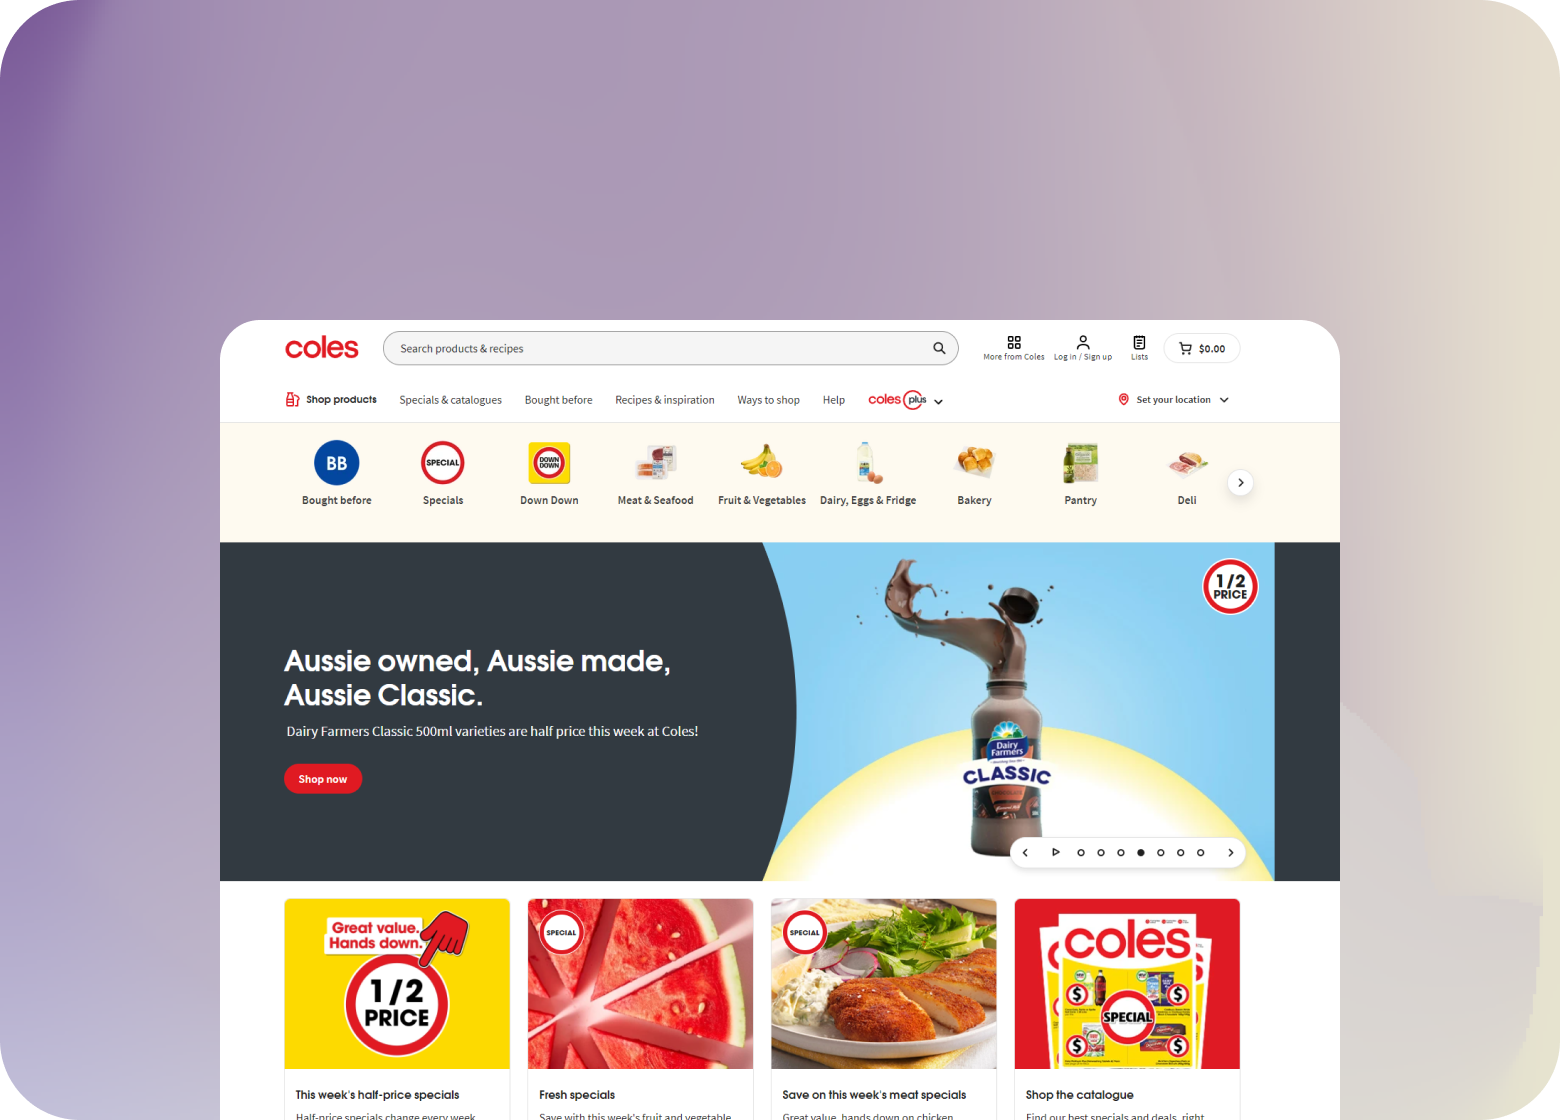 coles
Search products & recipes
More from Coles
Log in / Sign up
Lists
$0.00
Shop products
Specials & catalogues
Bought before
Recipes & inspiration
Ways to shop
Help
coles plus
Set your location
BB
SPECIAL
DOWN
DOWN
Bought before
Specials
Down Down
Meat & Seafood
Fruit & Vegetables
Dairy, Eggs & Fridge
Bakery
Pantry
Deli
1/2
PRICE
Aussie owned, Aussie made,
Aussie Classic.
Dairy Farmers Classic 500ml varieties are half price this week at Coles!
Shop now
Dairy
Farmers
CLASSIC
Great value.
Hands down.
1/2
PRICE
SPECIAL
SPECIAL
coles
$
$
SPECIAL
$
$
This week's half-price specials
Fresh specials
Save on this week's meat specials
Shop the catalogue
Half-price specials change every week.
Save with this week's fruit and vegetable
Great value, hands down on chicken,
Find our best specials and deals, right